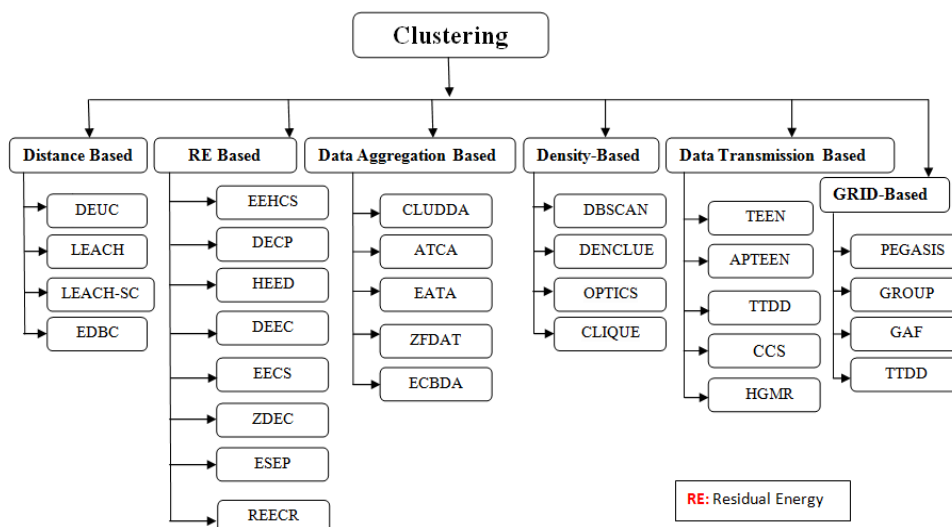 Clustering
Distance Based
DEUC
LEACH
LEACH-SC
EDBC
RE Based
EEHCS
DECP
HEED
DEEC
EECS
ZDEC
ESEP
REECR
Data Aggregation Based
CLUDDA
ATCA
EATA
ZFDAT
ECBDA
Density-Based
DBSCAN
DENCLUE
OPTICS
CLIQUE
Data Transmission Based
TEEN
APTEEN
TTDD
CCS
HGMR
GRID-Based
PEGASIS
GROUP
GAF
TTDD
RE: Residual Energy